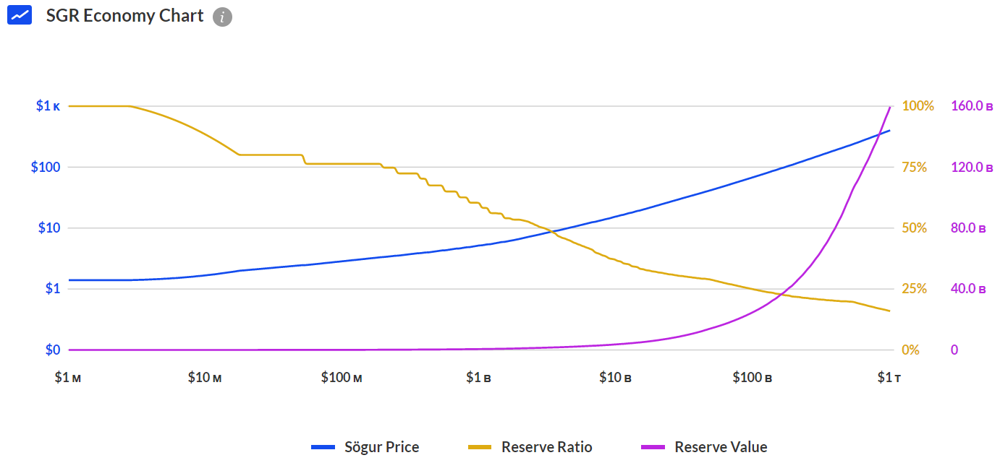 SGR Economy Chart i
$1 K 100% 160.0 B
$100 75% 120.0 B
$10 50% 80.0 B
$1 25% 40.0 B
$0 0% 0
$1 M $10 M $100 M $1 B $10 B $100 B $1 T
Sögur Price Reserve Ratio Reserve Value